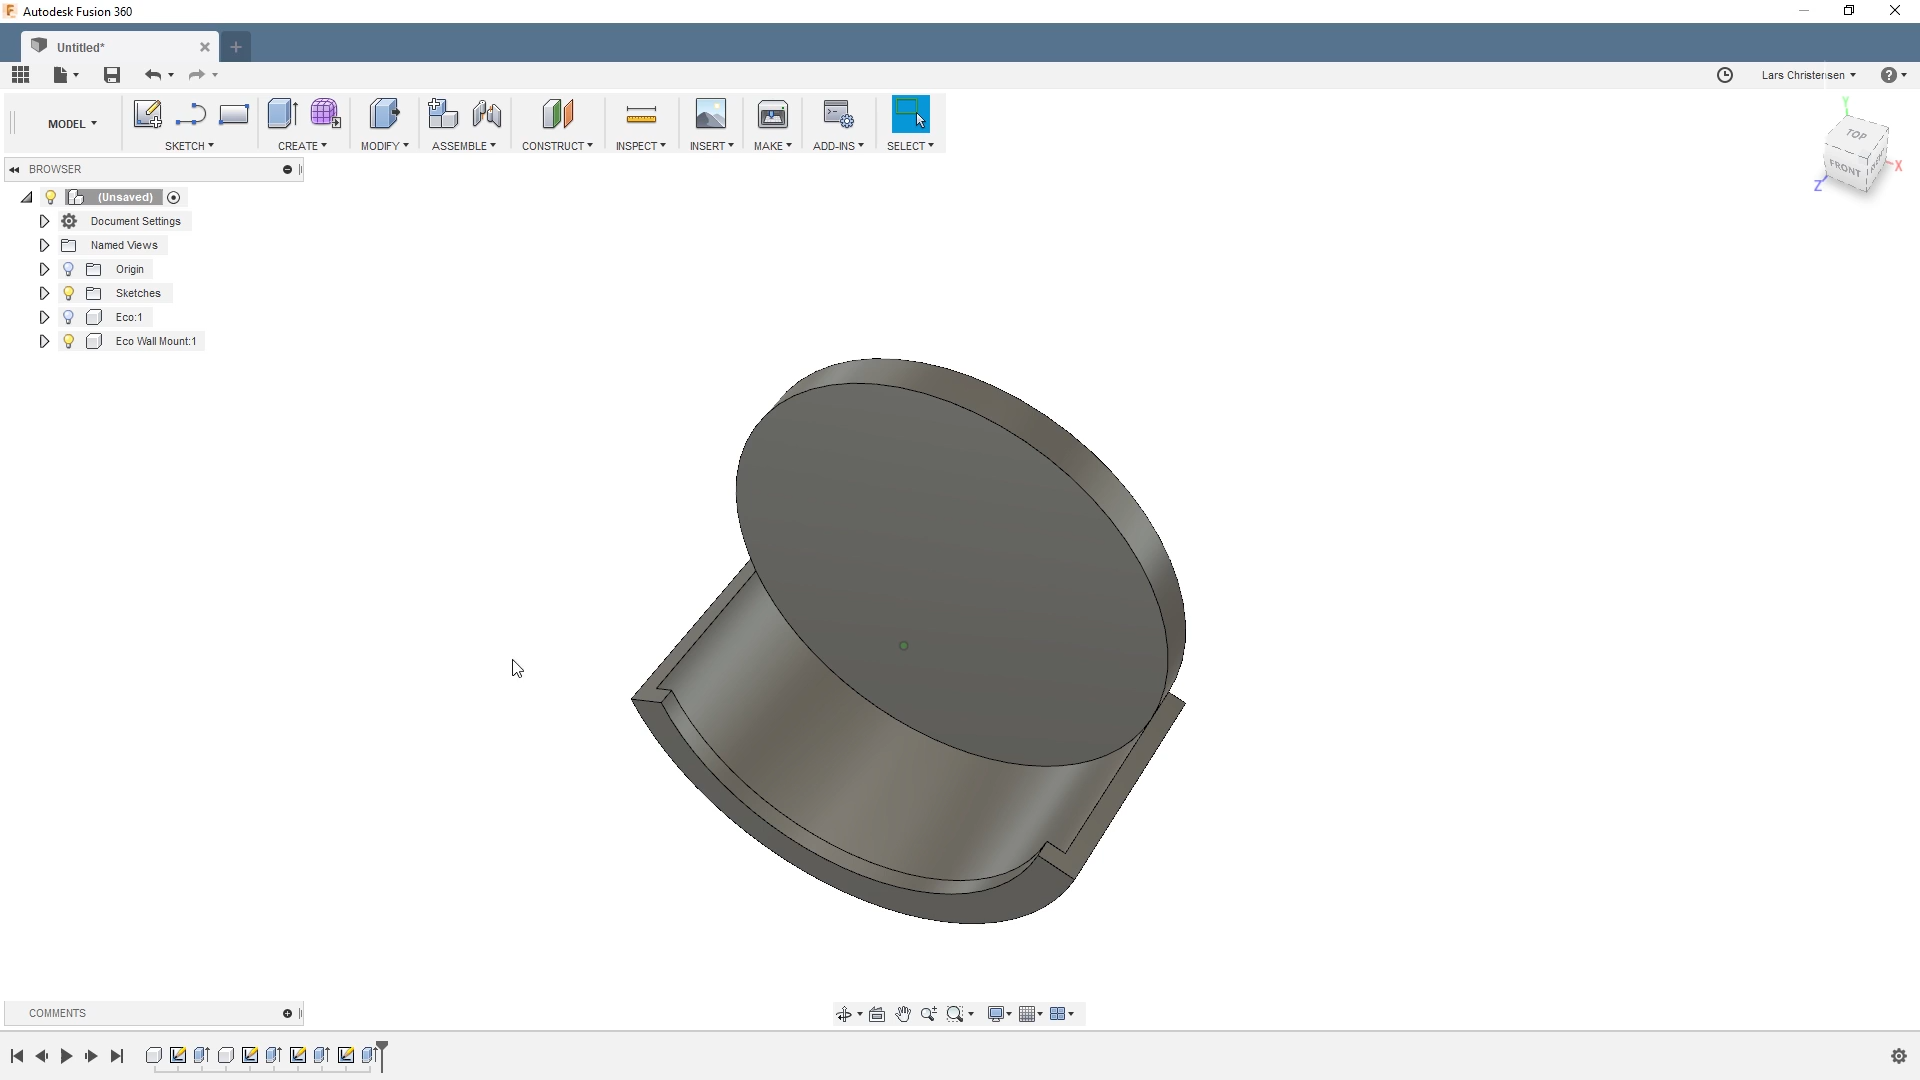 Autodesk Fusion 360
Untitled*
Lars Christensen
MODEL
SKETCH
CREATE
MODIFY
ASSEMBLE
CONSTRUCT
INSPECT
INSERT
MAKE
ADD-INS
SELECT
Y
TOP
FRONT
X
Z
BROWSER
(Unsaved)
Document Settings
Named Views
Origin
Sketches
Eco:1
Eco Wall Mount:1
COMMENTS